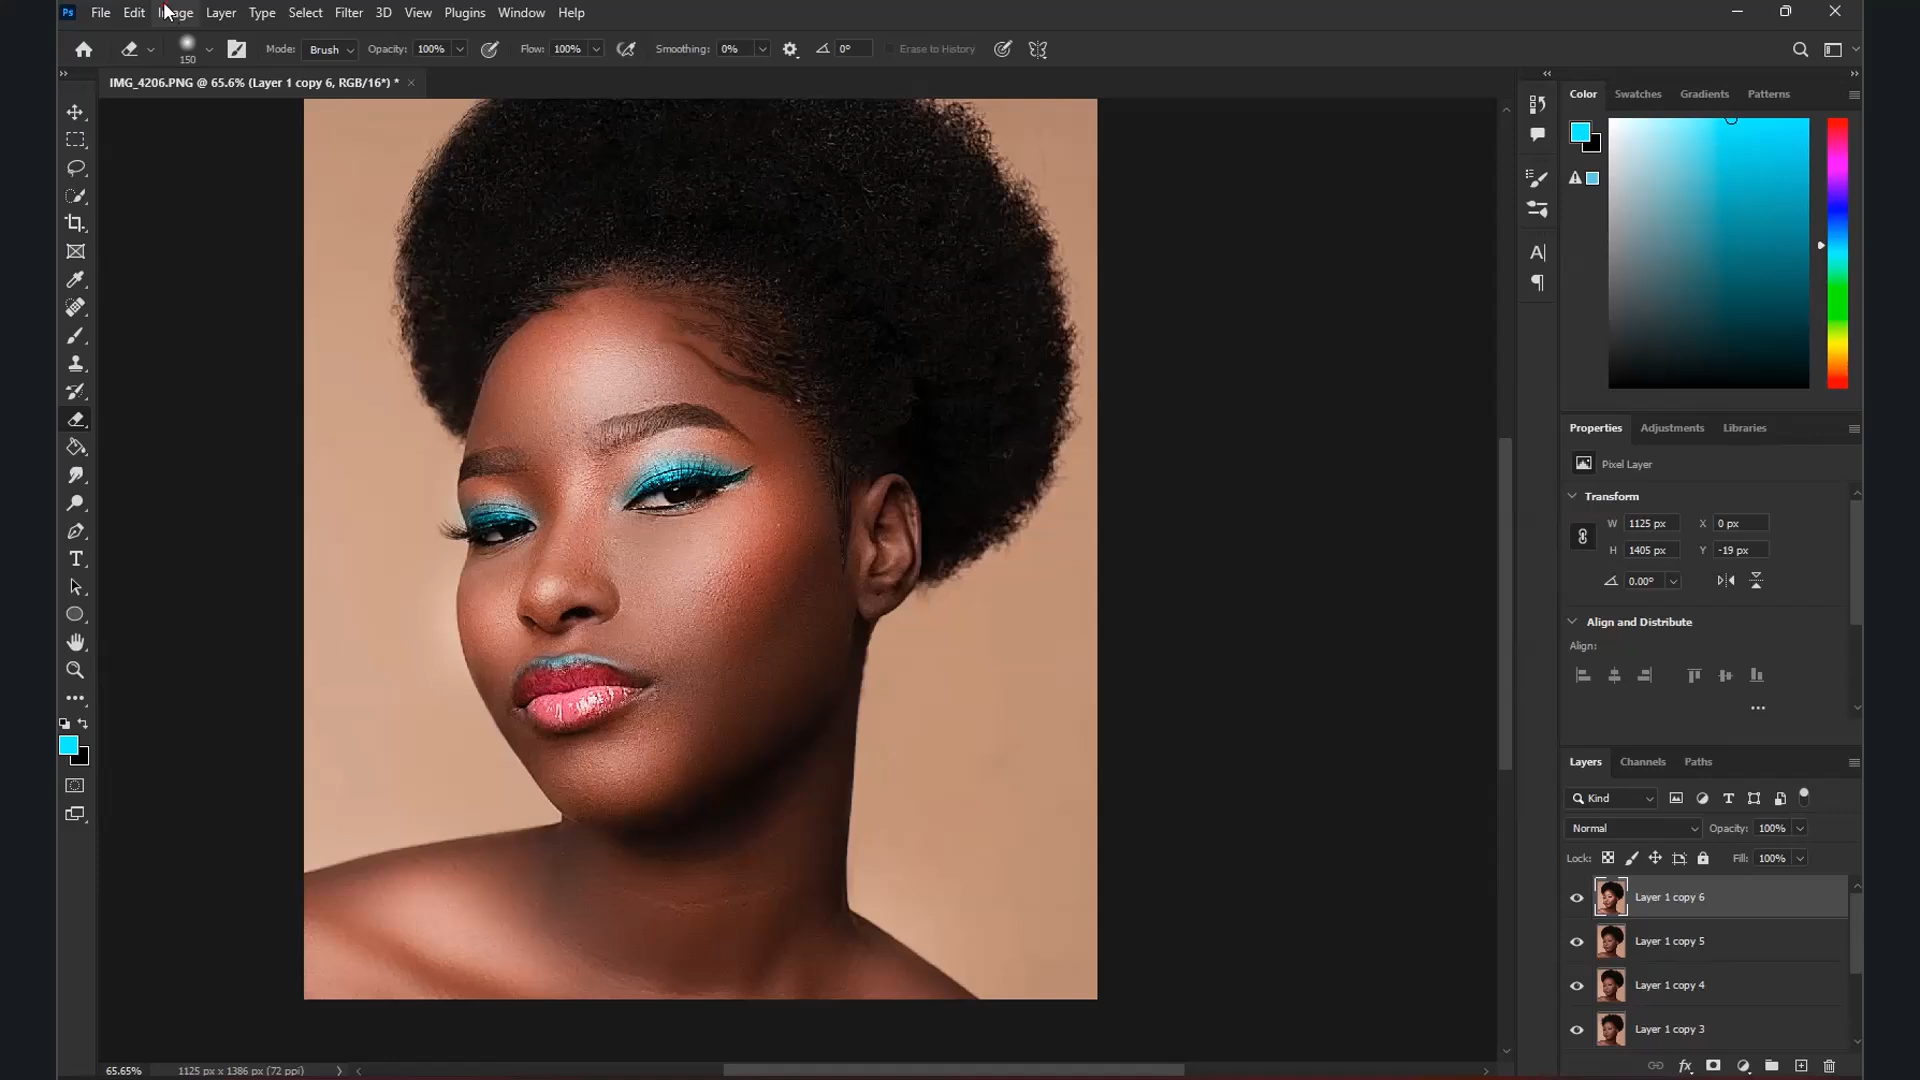 Ps File Edit Image Layer Type Select Filter 3D View Plugins Window Help
150 Mode: Brush Opacity: 100% Flow: 100% Smoothing: 0% 0° Erase to History
IMG_4206.PNG @ 65.6% (Layer 1 copy 6, RGB/16*) *
Color Swatches Gradients Patterns
Properties Adjustments Libraries
Pixel Layer
Transform
W 1125 px X 0 px
H 1405 px Y -19 px
0.00°
Align and Distribute
Align:
Layers Channels Paths
Kind
Normal Opacity: 100%
Lock: Fill: 100%
Layer 1 copy 6
Layer 1 copy 5
Layer 1 copy 4
Layer 1 copy 3
65.65% 1125 px x 1386 px (72 ppi)